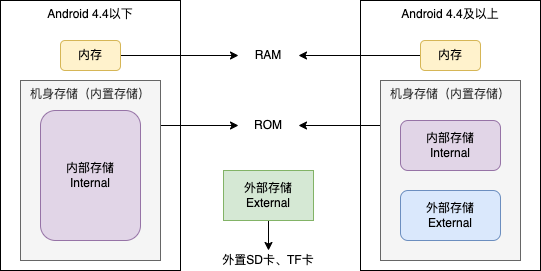 Android 4.4以下
内存
机身存储（内置存储）
内部存储
Internal
RAM
ROM
外部存储
External
外置SD卡、TF卡
Android 4.4及以上
内存
机身存储（内置存储）
内部存储
Internal
外部存储
External